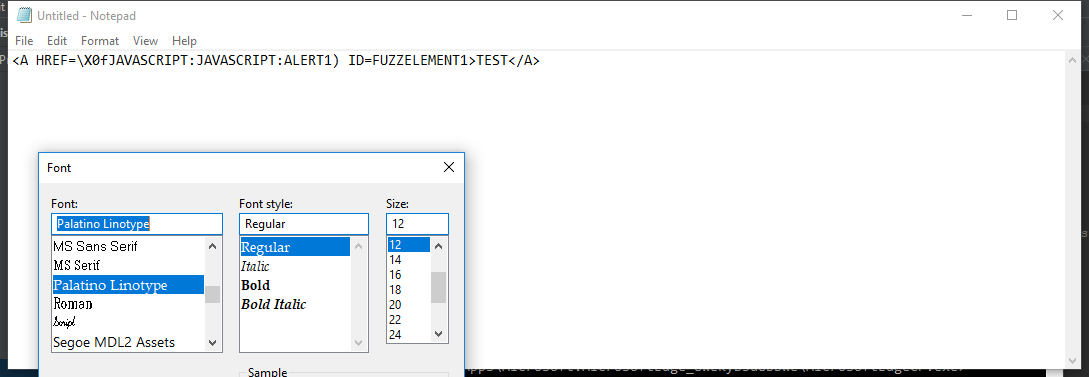 Untitled - Notepad
File Edit Format View Help
<A HREF=\X0fJAVASCRIPT:JAVASCRIPT:ALERT1) ID=FUZZELEMENT1>TEST</A>
Font
Font: Font style: Size:
Palatino Linotype Regular 12
MS Sans Serif Regular 12
MS Serif Italic 14
Palatino Linotype Bold 16
Roman Bold Italic 18
Script 20
Segoe MDL2 Assets 22
24
Sample